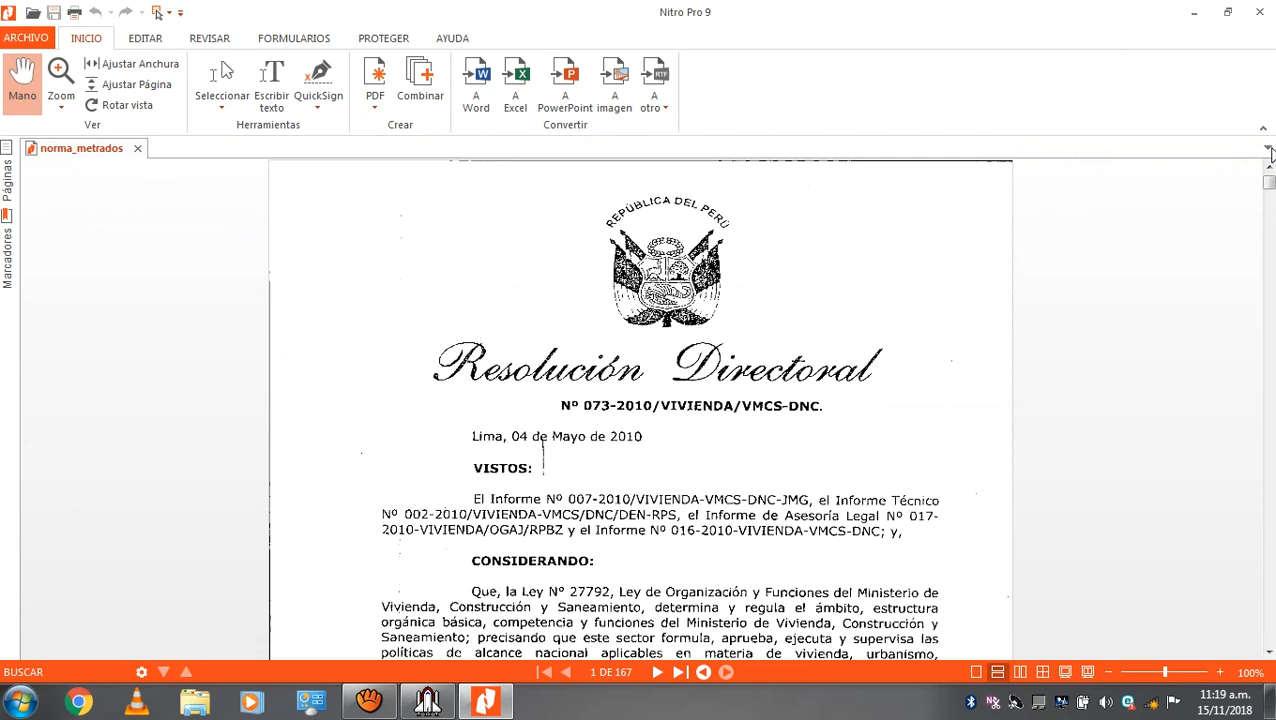 Nitro Pro 9
ARCHIVO INICIO EDITAR REVISAR FORMULARIOS PROTEGER AYUDA
Mano
Zoom
Ajustar Anchura
Ajustar Página
Rotar vista
Ver
Seleccionar
Escribir
texto
QuickSign
Herramientas
PDF
Combinar
Crear
A
Word
A
Excel
A
PowerPoint
A
imagen
A
otro
Convertir
norma_metrados
Páginas
Marcadores
REPÚBLICA DEL PERÚ
Resolución Directoral
Nº 073-2010/VIVIENDA/VMCS-DNC.
Lima, 04 de Mayo de 2010
VISTOS:
El Informe Nº 007-2010/VIVIENDA-VMCS-DNC-JMG, el Informe Técnico
Nº 002-2010/VIVIENDA-VMCS/DNC/DEN-RPS, el Informe de Asesoría Legal Nº 017-
2010-VIVIENDA/OGAJ/RPBZ y el Informe Nº 016-2010-VIVIENDA-VMCS-DNC; y,
CONSIDERANDO:
Que, la Ley N° 27792, Ley de Organización y Funciones del Ministerio de
Vivienda, Construcción y Saneamiento, determina y regula el ámbito, estructura
orgánica básica, competencia y funciones del Ministerio de Vivienda, Construcción y
Saneamiento; precisando que este sector formula, aprueba, ejecuta y supervisa las
políticas de alcance nacional aplicables en materia de vivienda, urbanismo,
BUSCAR
1 DE 167
100%
11:19 a.m.
15/11/2018